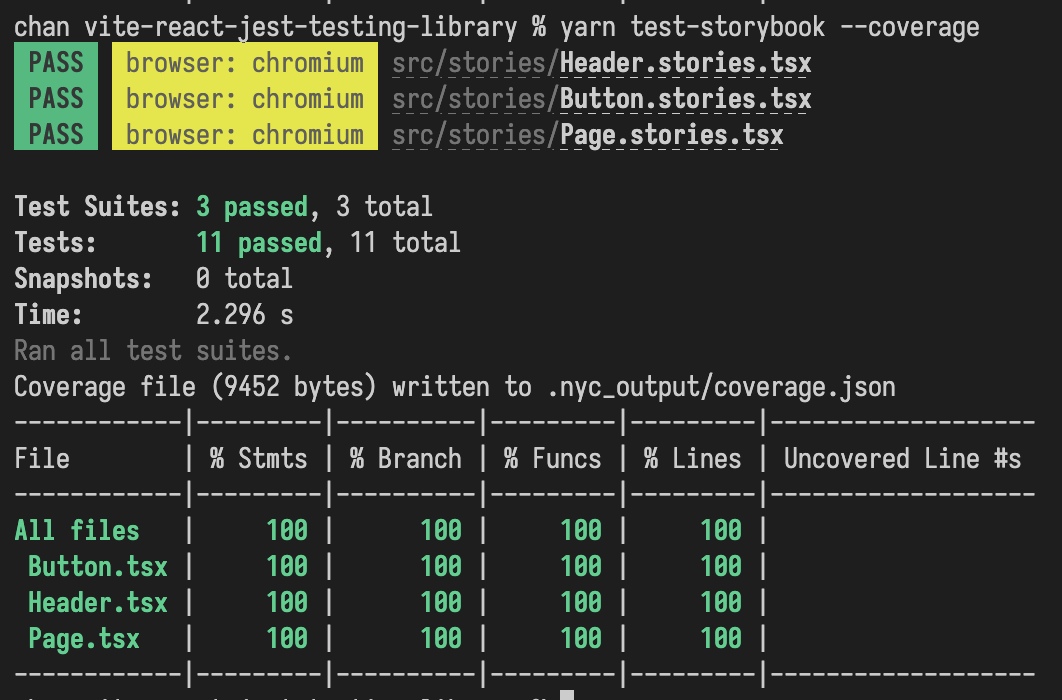 chan vite-react-jest-testing-library % yarn test-storybook --coverage
PASS browser: chromium src/stories/Header.stories.tsx
PASS browser: chromium src/stories/Button.stories.tsx
PASS browser: chromium src/stories/Page.stories.tsx
Test Suites: 3 passed, 3 total
Tests: 11 passed, 11 total
Snapshots: 0 total
Time: 2.296 s
Ran all test suites.
Coverage file (9452 bytes) written to .nyc_output/coverage.json
------------|---------|----------|---------|---------|-------------------
File | % Stmts | % Branch | % Funcs | % Lines | Uncovered Line #s
------------|---------|----------|---------|---------|-------------------
All files | 100 | 100 | 100 | 100 |
Button.tsx | 100 | 100 | 100 | 100 |
Header.tsx | 100 | 100 | 100 | 100 |
Page.tsx | 100 | 100 | 100 | 100 |
------------|---------|----------|---------|---------|-------------------